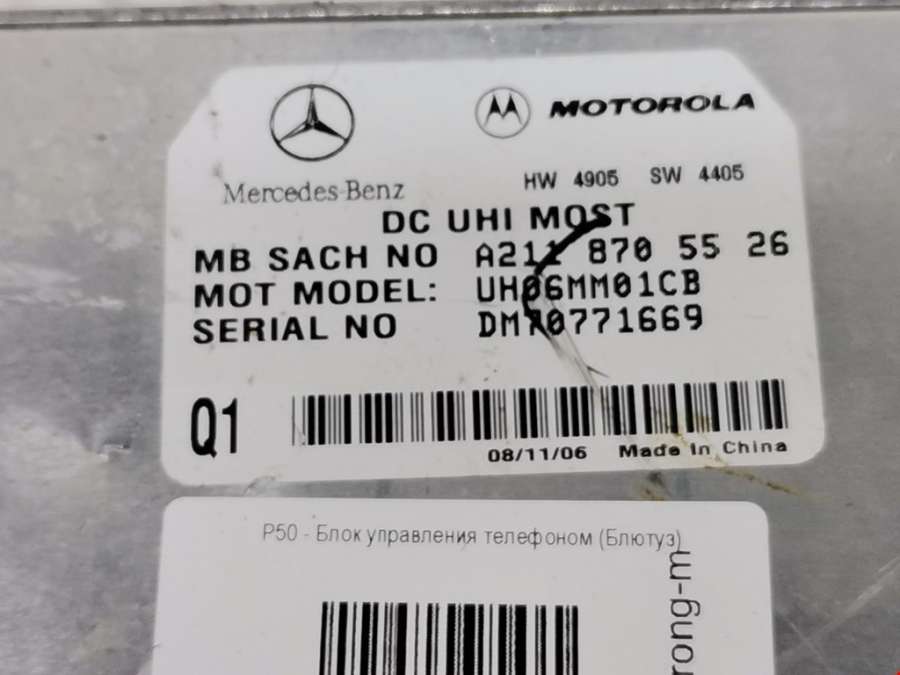 MOTOROLA
Mercedes-Benz
HW 4905 SW 4405
DC UHI MOST
MB SACH NO A211 870 55 26
MOT MODEL: UH06MM01CB
SERIAL NO DM70771669
Q1
08/11/06 Made In China
P50 - Блок управления телефоном (Блютуз)
rong-m